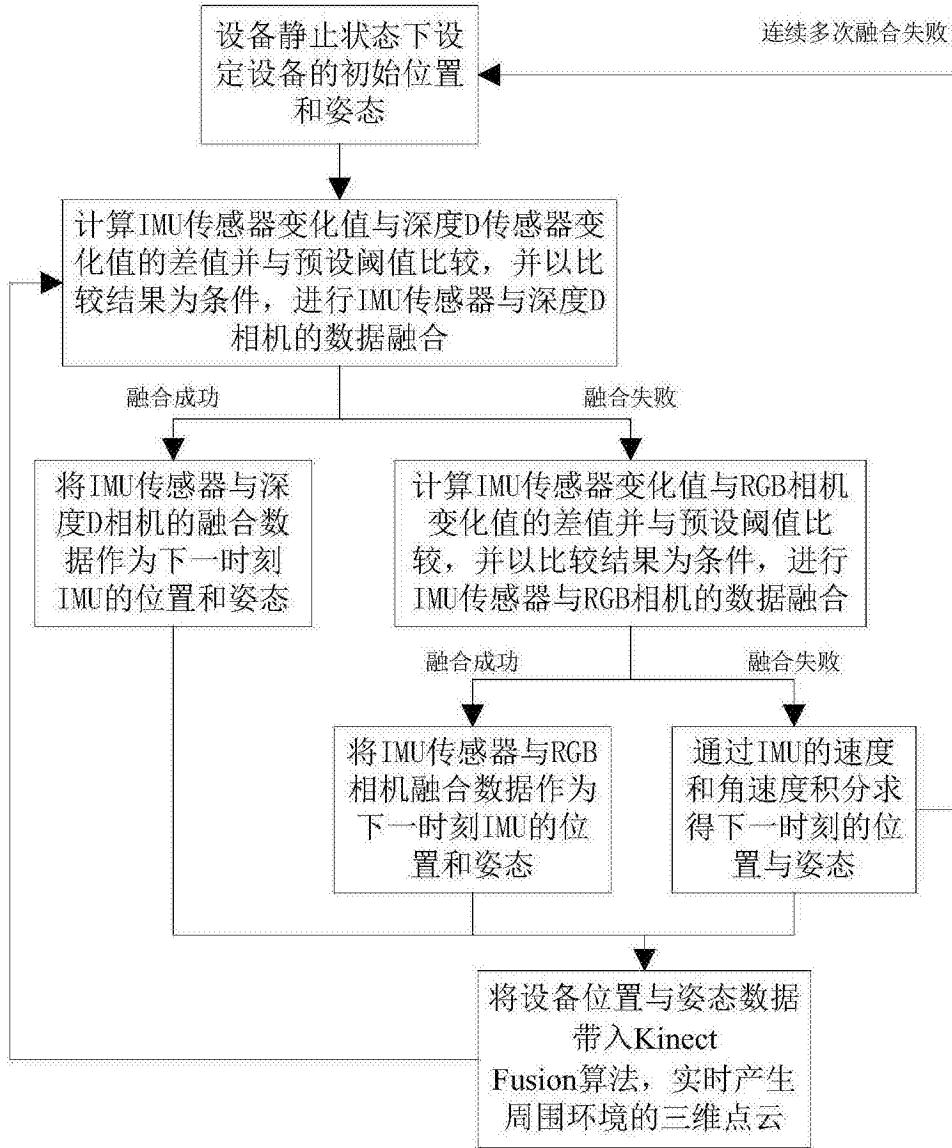 设备静止状态下设
定设备的初始位置
和姿态
连续多次融合失败
计算IMU传感器变化值与深度D传感器变
化值的差值并与预设阈值比较，并以比
较结果为条件，进行IMU传感器与深度D
相机的数据融合
融合成功
融合失败
将IMU传感器与深
度D相机的融合数
据作为下一时刻
IMU的位置和姿态
计算IMU传感器变化值与RGB相机
变化值的差值并与预设阈值比
较，并以比较结果为条件，进行
IMU传感器与RGB相机的数据融合
融合成功
融合失败
将IMU传感器与RGB
相机融合数据作为
下一时刻IMU的位
置和姿态
通过IMU的速度
和角速度积分求
得下一时刻的位
置与姿态
将设备位置与姿态数据
带入Kinect
Fusion算法，实时产生
周围环境的三维点云